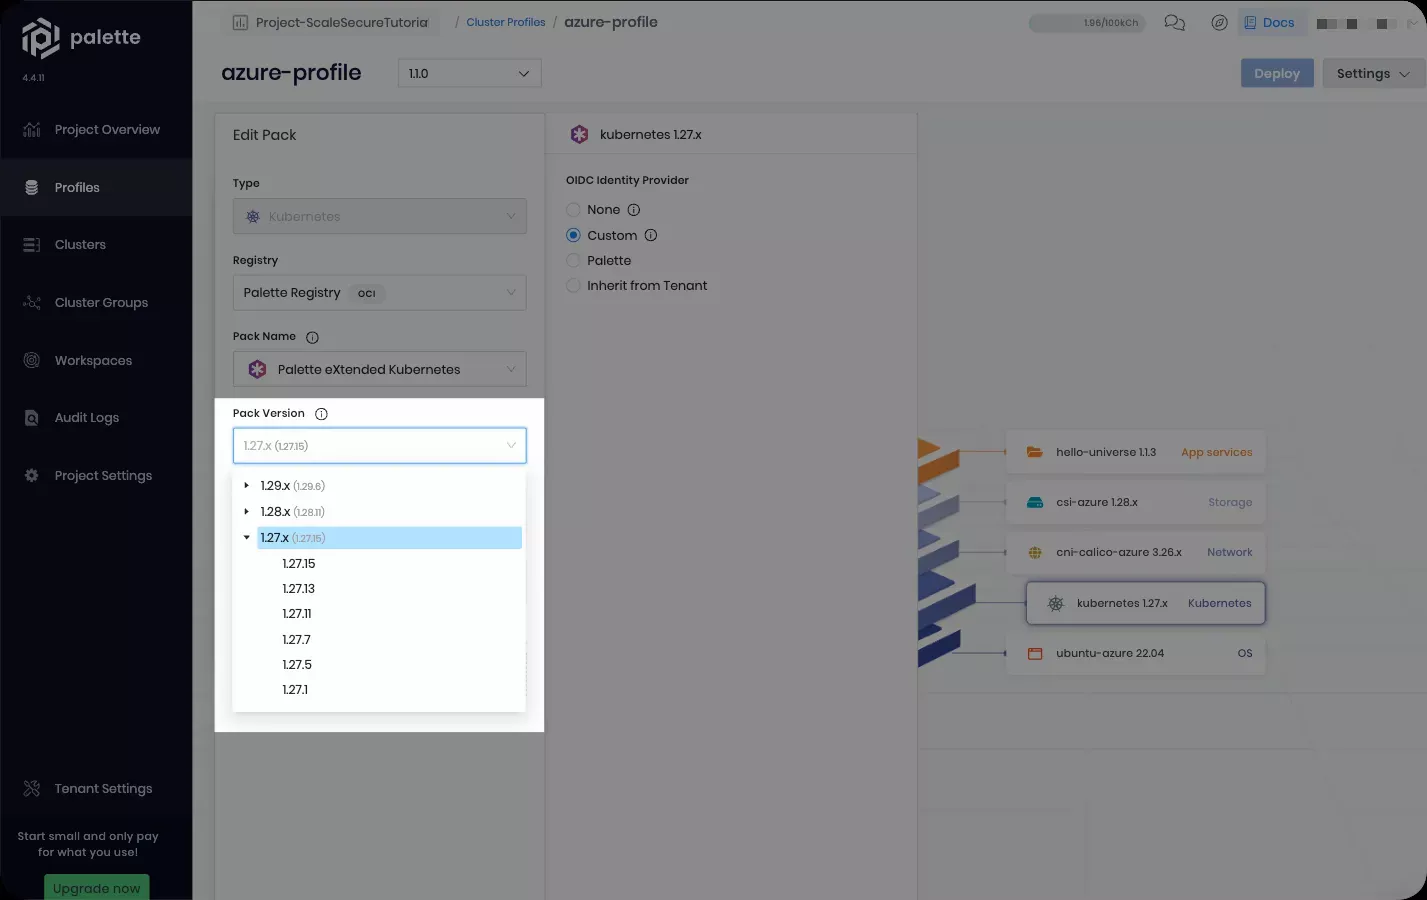 palette
4.4.11
Project Overview
Profiles
Clusters
Cluster Groups
Workspaces
Audit Logs
Project Settings
Tenant Settings
Start small and only pay
for what you use!
Upgrade now
Project-ScaleSecureTutorial / Cluster Profiles / azure-profile
1.96/100kCh
Docs
azure-profile
1.1.0
Deploy
Settings
Edit Pack
Type
Kubernetes
Registry
Palette Registry OCI
Pack Name
Palette eXtended Kubernetes
Pack Version
1.27.x (1.27.15)
1.29.x (1.29.6)
1.28.x (1.28.11)
1.27.x (1.27.15)
1.27.15
1.27.13
1.27.11
1.27.7
1.27.5
1.27.1
kubernetes 1.27.x
OIDC Identity Provider
None
Custom
Palette
Inherit from Tenant
hello-universe 1.1.3 App services
csi-azure 1.28.x Storage
cni-calico-azure 3.26.x Network
kubernetes 1.27.x Kubernetes
ubuntu-azure 22.04 OS